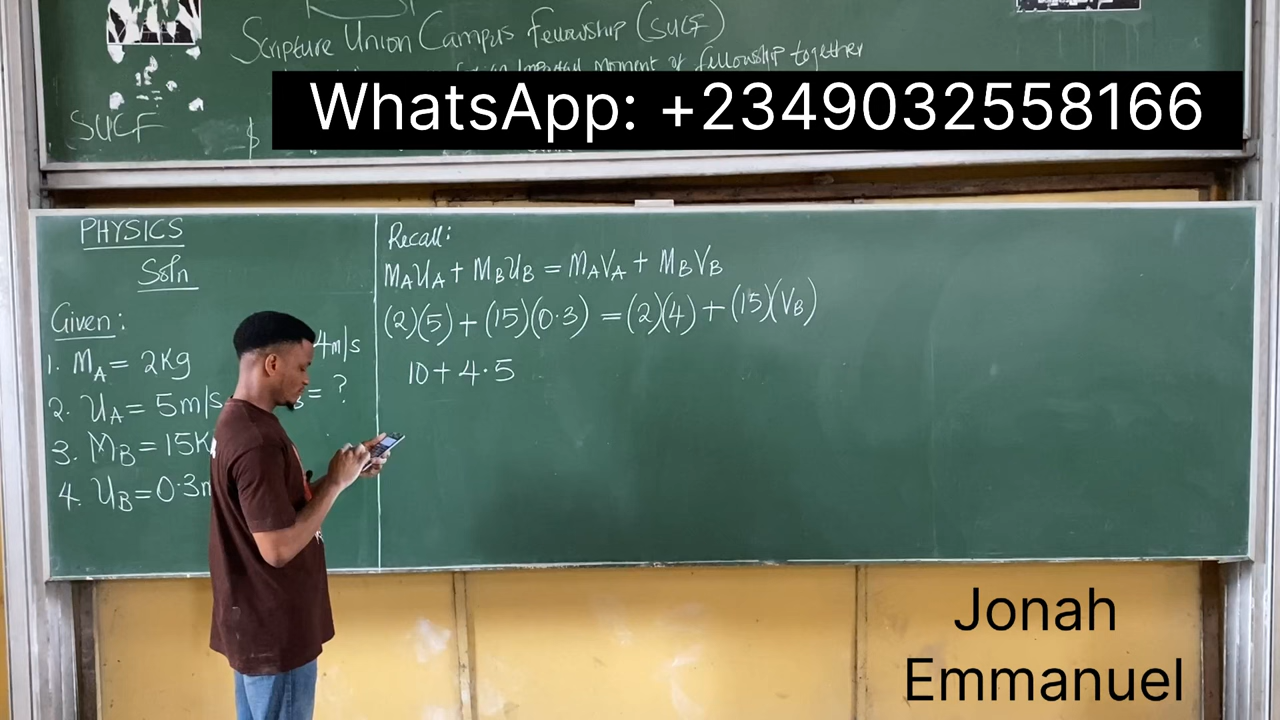 Scripture Union Campus Fellowship (SUCF)
Moment of fellowship together
WhatsApp: +2349032558166
SUCF
PHYSICS
Soln
Given:
1. MA = 2Kg
4m/s
2. UA = 5m/s
= ?
3. MB = 15K
4. UB = 0.3m
Recall:
MAUA + MBUB = MAVA + MBVB
(2)(5) + (15)(0.3) = (2)(4) + (15)(VB)
10 + 4.5
Jonah
Emmanuel